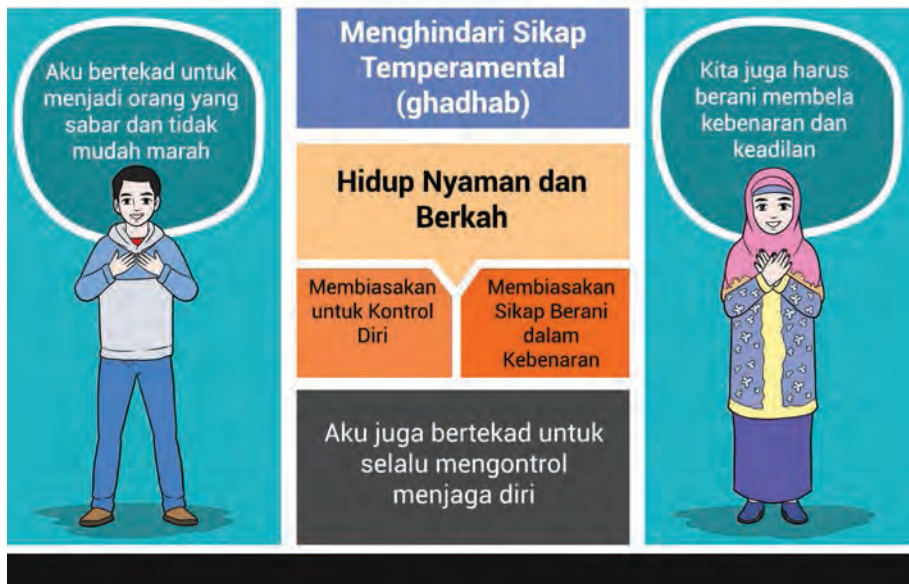 Aku bertekad untuk
menjadi orang yang
sabar dan tidak
mudah marah
Menghindari Sikap
Temperamental
(ghadhab)
Hidup Nyaman dan
Berkah
Membiasakan
untuk Kontrol
Diri
Membiasakan
Sikap Berani
dalam
Kebenaran
Aku juga bertekad untuk
selalu mengontrol
menjaga diri
Kita juga harus
berani membela
kebenaran dan
keadilan